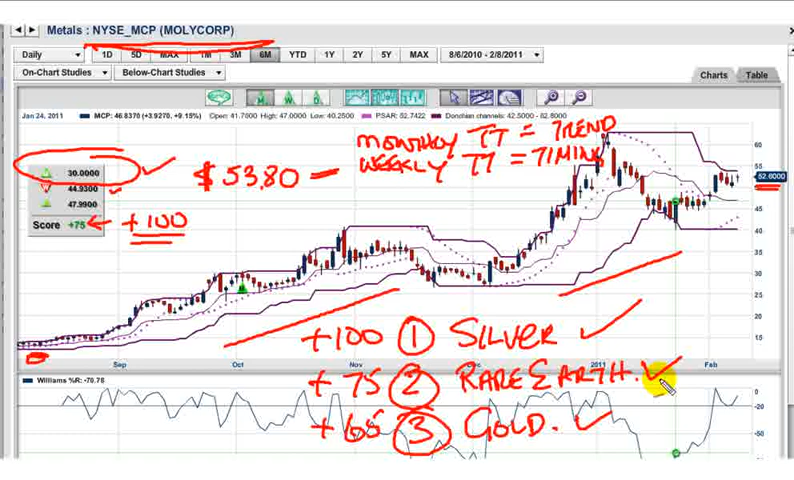 Metals : NYSE_MCP (MOLYCORP)
Daily 1D 5D MAX 1M 3M 6M YTD 1Y 2Y 5Y MAX 8/6/2010 - 2/8/2011
On-Chart Studies Below-Chart Studies
Charts Table
M W D
Jan 24, 2011 MCP: 46.8370 (+3.9270, +9.15%) Open: 41.7000 High: 47.0000 Low: 40.2500 PSAR: 52.7422 Donchian channels: 42.5000 - 62.8000
MONTHLY TT = TREND
WEEKLY TT = TIMING
30.0000
44.9300
47.9900
Score +75
+100
$53.80
60
55
52.6000
45
40
35
30
25
20
15
+100 1 SILVER
+75 2 RARE EARTH.
+65 3 GOLD.
Sep Oct Nov Dec 2011 Feb
Williams %R: -70.78
0
-20
-50
-80